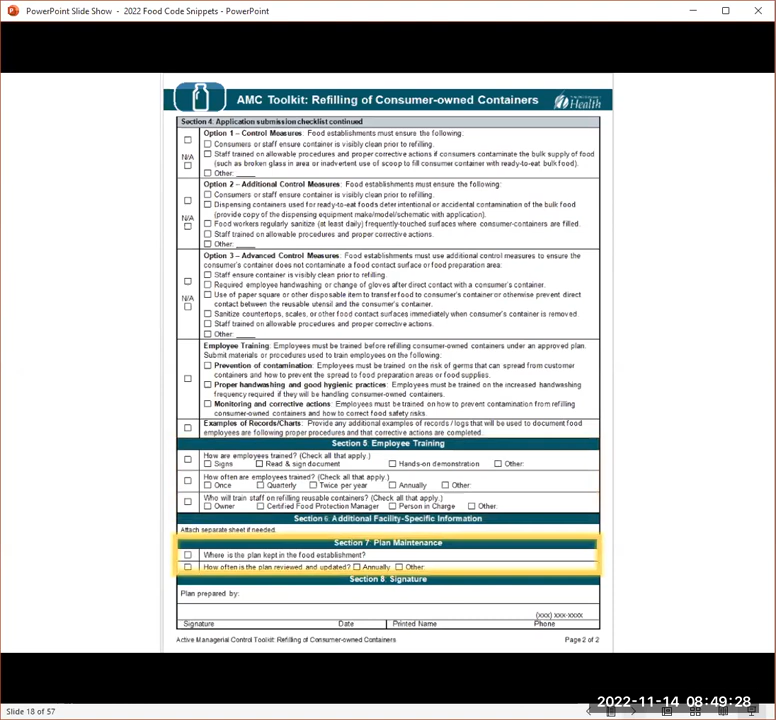 PowerPoint Slide Show - 2022 Food Code Snippets - PowerPoint
AMC Toolkit: Refilling of Consumer-owned Containers
Health
Section 4: Application submission checklist continued
Option 1 – Control Measures: Food establishments must ensure the following:
Consumers or staff ensure container is visibly clean prior to refilling.
N/A
Staff trained on allowable procedures and proper corrective actions if consumers contaminate the bulk supply of food
(such as broken glass in area or inadvertent use of scoop to fill consumer container with ready-to-eat bulk food).
Other: _____
Option 2 – Additional Control Measures: Food establishments must ensure the following:
Consumers or staff ensure container is visibly clean prior to refilling.
Dispensing containers used for ready-to-eat foods deter intentional or accidental contamination of the bulk food
(provide copy of the dispensing equipment make/model/schematic with application).
N/A
Food workers regularly sanitize (at least daily) frequently-touched surfaces where consumer-containers are filled.
Staff trained on allowable procedures and proper corrective actions.
Other: _____
Option 3 – Advanced Control Measures: Food establishments must use additional control measures to ensure the
consumer's container does not contaminate a food contact surface or food preparation area:
Staff ensure container is visibly clean prior to refilling.
Required employee handwashing or change of gloves after direct contact with a consumer's container.
N/A
Use of paper square or other disposable item to transfer food to consumer's container or otherwise prevent direct
contact between the reusable utensil and the consumer's container.
Sanitize countertops, scales, or other food contact surfaces immediately when consumer's container is removed
Staff trained on allowable procedures and proper corrective actions.
Other: _____
Employee Training: Employees must be trained before refilling consumer-owned containers under an approved plan.
Submit materials or procedures used to train employees on the following:
Prevention of contamination: Employees must be trained on the risk of germs that can spread from customer
containers and how to prevent the spread to food preparation areas or food supplies.
Proper handwashing and good hygienic practices: Employees must be trained on the increased handwashing
frequency required if they will be handling consumer-owned containers.
Monitoring and corrective actions: Employees must be trained on how to prevent contamination from refilling
consumer-owned containers and how to correct food safety risks.
Examples of Records/Charts: Provide any additional examples of records / logs that will be used to document food
employees are following proper procedures and that corrective actions are completed.
Section 5: Employee Training
How are employees trained? (Check all that apply.)
Signs Read & sign document Hands-on demonstration Other:
How often are employees trained? (Check all that apply.)
Once Quarterly Twice per year Annually Other:
Who will train staff on refilling reusable containers? (Check all that apply.)
Owner Certified Food Protection Manager Person in Charge Other:
Section 6: Additional Facility-Specific Information
Attach separate sheet if needed.
Section 7: Plan Maintenance
Where is the plan kept in the food establishment?
How often is the plan reviewed and updated? Annually Other:
Section 8: Signature
Plan prepared by:
(xxx) xxx-xxxx
Signature Date Printed Name Phone
Active Managerial Control Toolkit: Refilling of Consumer-owned Containers Page 2 of 2
2022-11-14 08:49:28
Slide 18 of 57